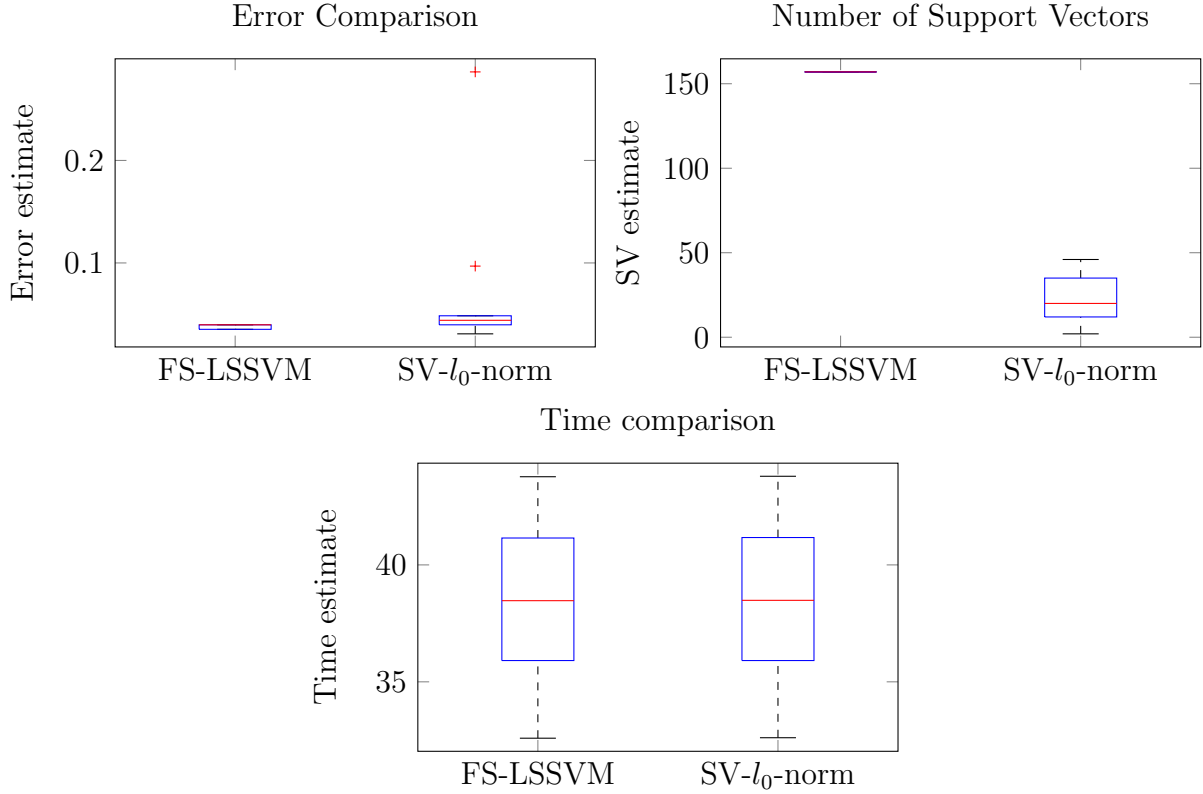 Error Comparison
Error estimate
0.2
0.1
FS-LSSVM
SV-l₀-norm
Number of Support Vectors
SV estimate
150
100
50
0
FS-LSSVM
SV-l₀-norm
Time comparison
Time estimate
40
35
FS-LSSVM
SV-l₀-norm